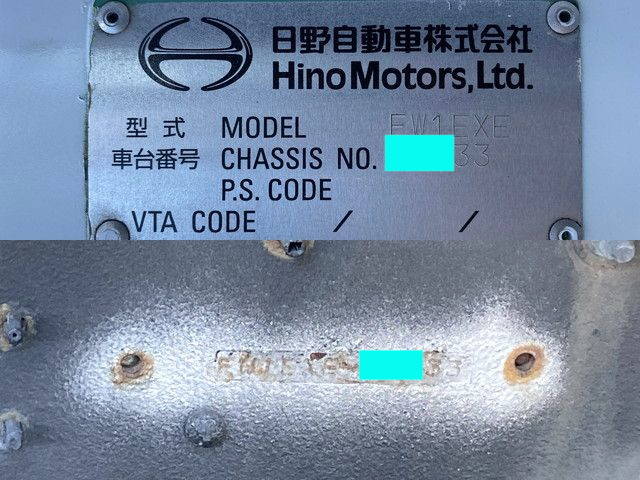 日野自動車株式会社
Hino Motors, Ltd.
型式 MODEL FW1EXE
車台番号 CHASSIS NO. 33
P.S. CODE
VTA CODE / /
FW1EXE- 33